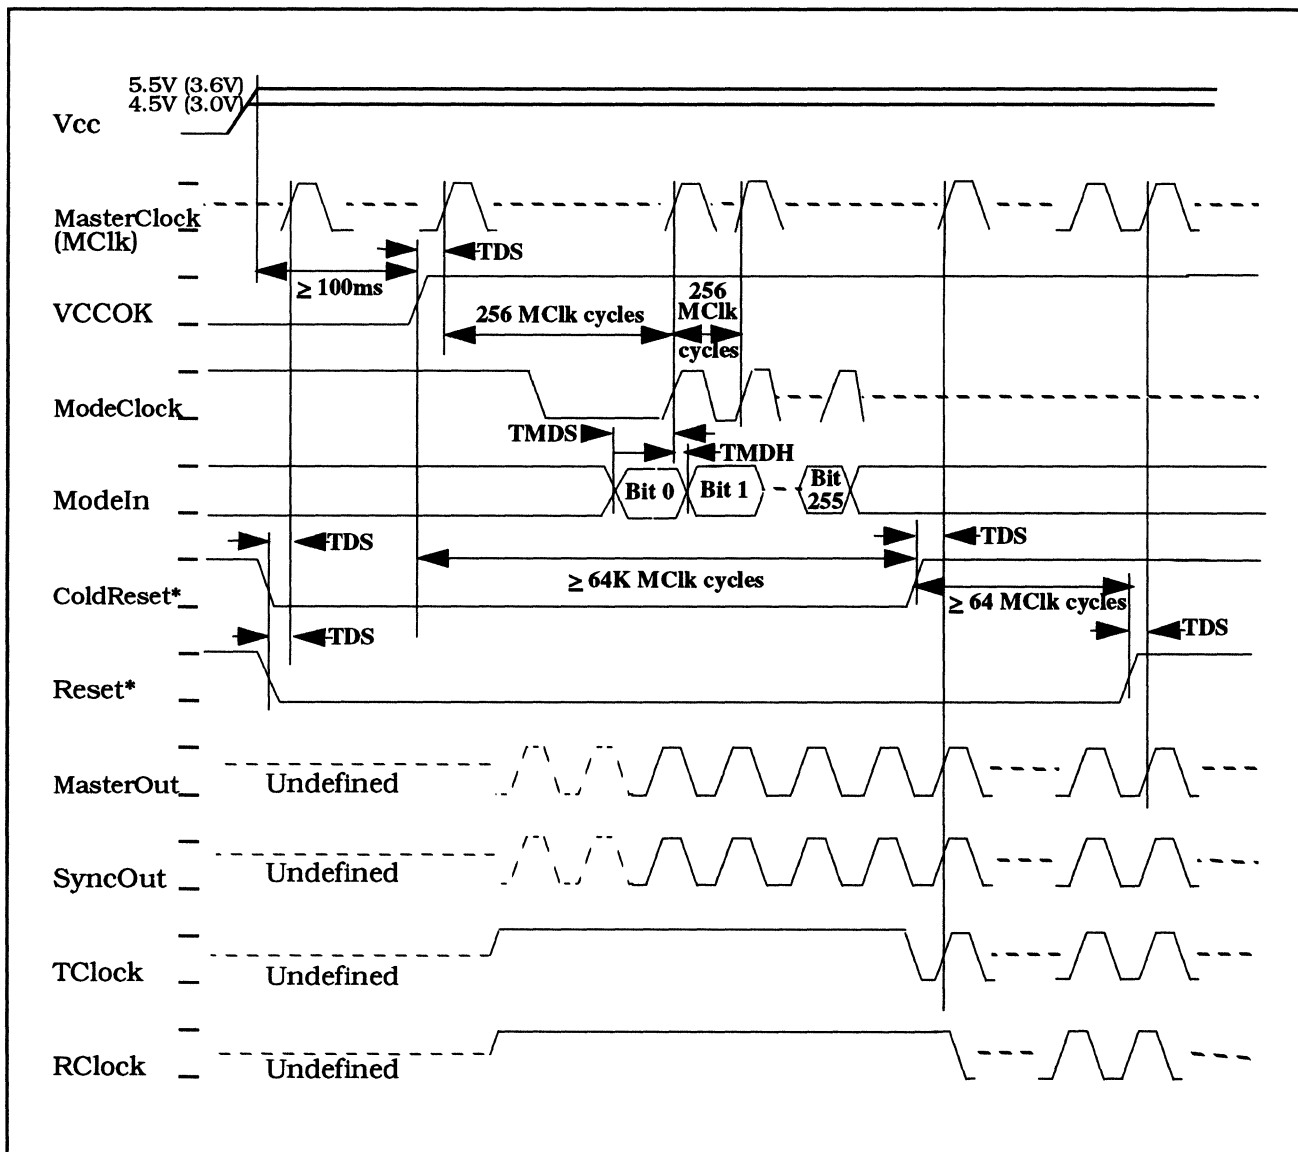 5.5V (3.6V)
4.5V (3.0V)
Vcc
MasterClock
(MClk)
TDS
≥ 100ms
VCCOK
256 MClk cycles
256
MClk
cycles
ModeClock
TMDS
TMDH
ModeIn
Bit 0
Bit 1
Bit
255
TDS
TDS
ColdReset*
≥ 64K MClk cycles
≥ 64 MClk cycles
TDS
TDS
Reset*
MasterOut
Undefined
SyncOut
Undefined
TClock
Undefined
RClock
Undefined